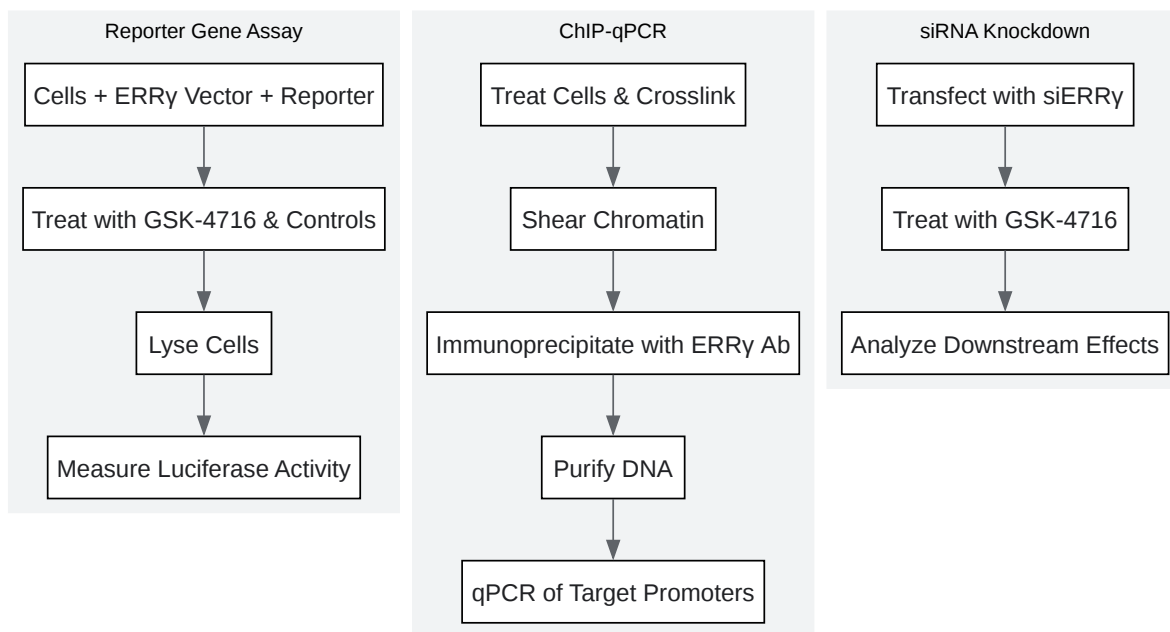 Reporter Gene Assay
Cells + ERRγ Vector + Reporter
Treat with GSK-4716 & Controls
Lyse Cells
Measure Luciferase Activity
ChIP-qPCR
Treat Cells & Crosslink
Shear Chromatin
Immunoprecipitate with ERRγ Ab
Purify DNA
qPCR of Target Promoters
siRNA Knockdown
Transfect with siERRγ
Treat with GSK-4716
Analyze Downstream Effects